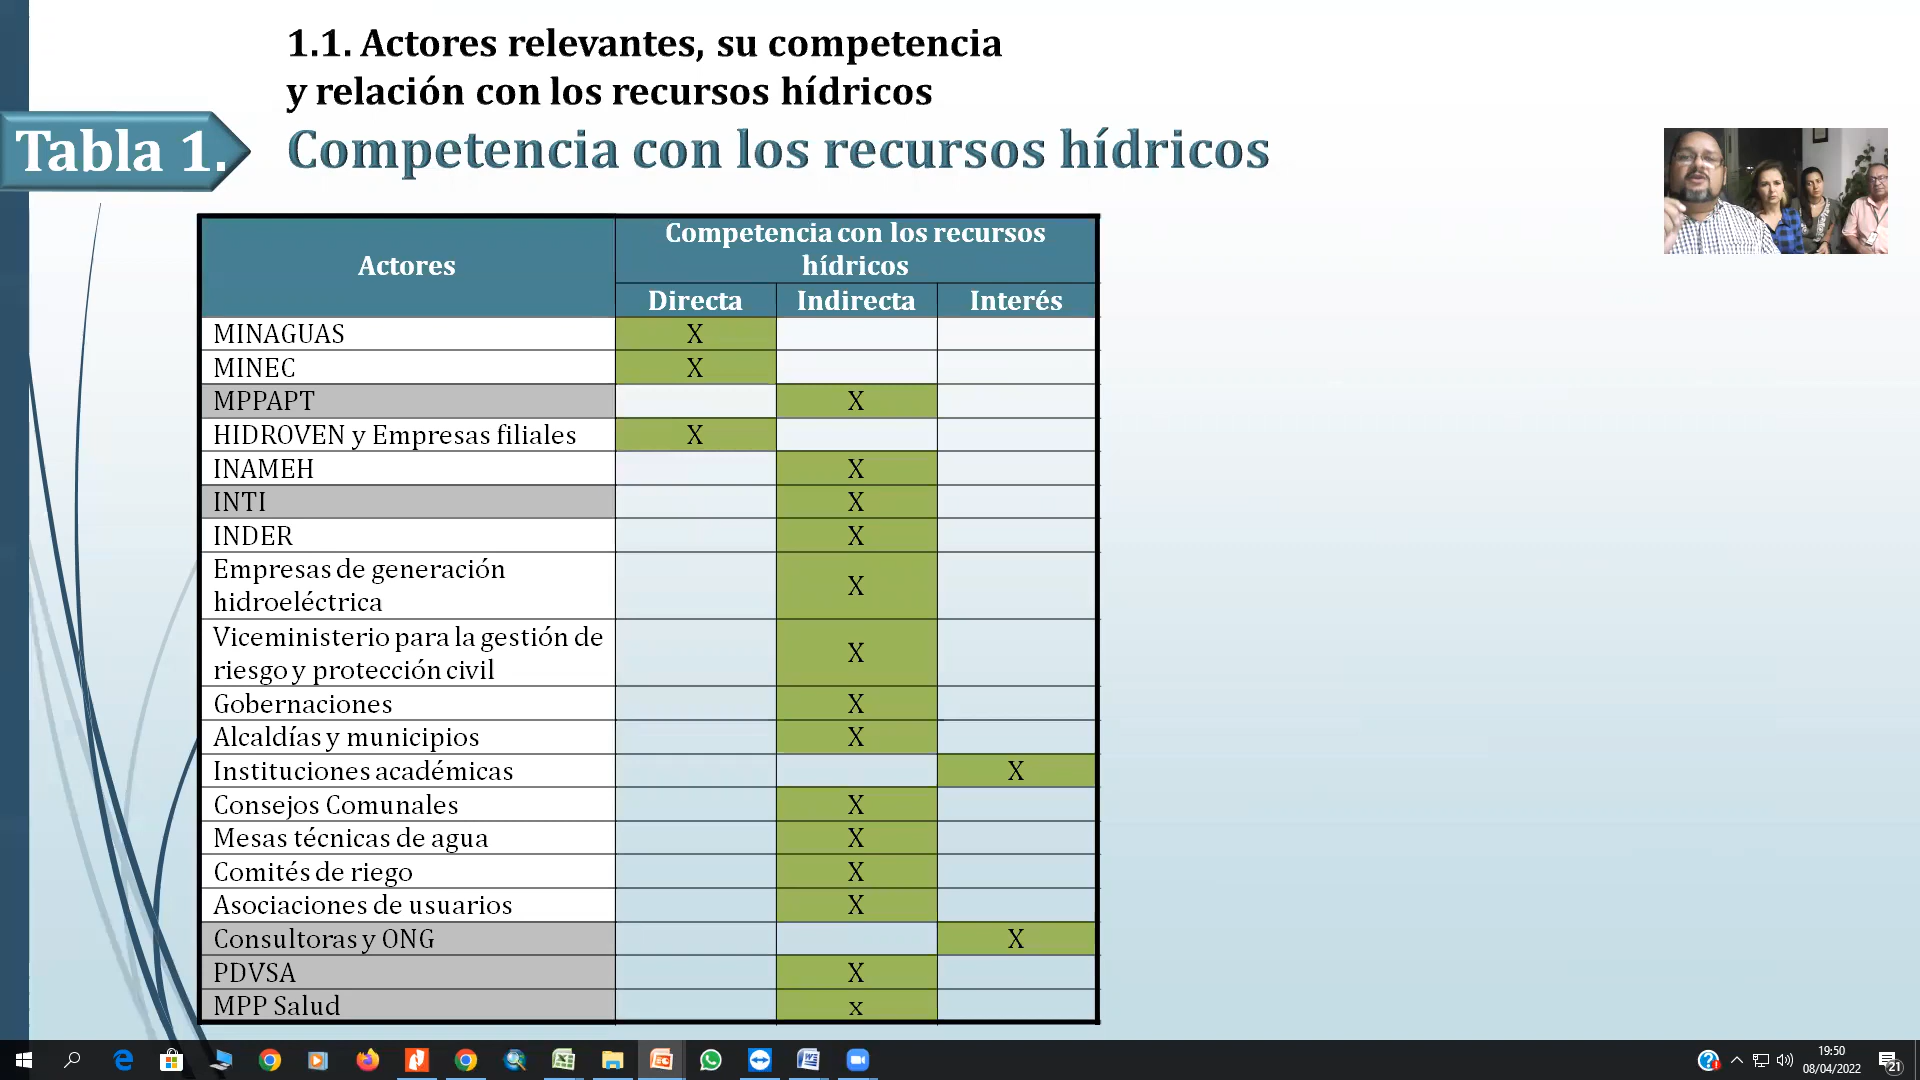 1.1. Actores relevantes, su competencia
y relación con los recursos hídricos
Tabla 1.
Competencia con los recursos hídricos
Actores
Competencia con los recursos
hídricos
Directa Indirecta Interés
MINAGUAS X
MINEC X
MPPAPT X
HIDROVEN y Empresas filiales X
INAMEH X
INTI X
INDER X
Empresas de generación
hidroeléctrica X
Viceministerio para la gestión de
riesgo y protección civil X
Gobernaciones X
Alcaldías y municipios X
Instituciones académicas X
Consejos Comunales X
Mesas técnicas de agua X
Comités de riego X
Asociaciones de usuarios X
Consultoras y ONG X
PDVSA X
MPP Salud x
19:50
08/04/2022
21